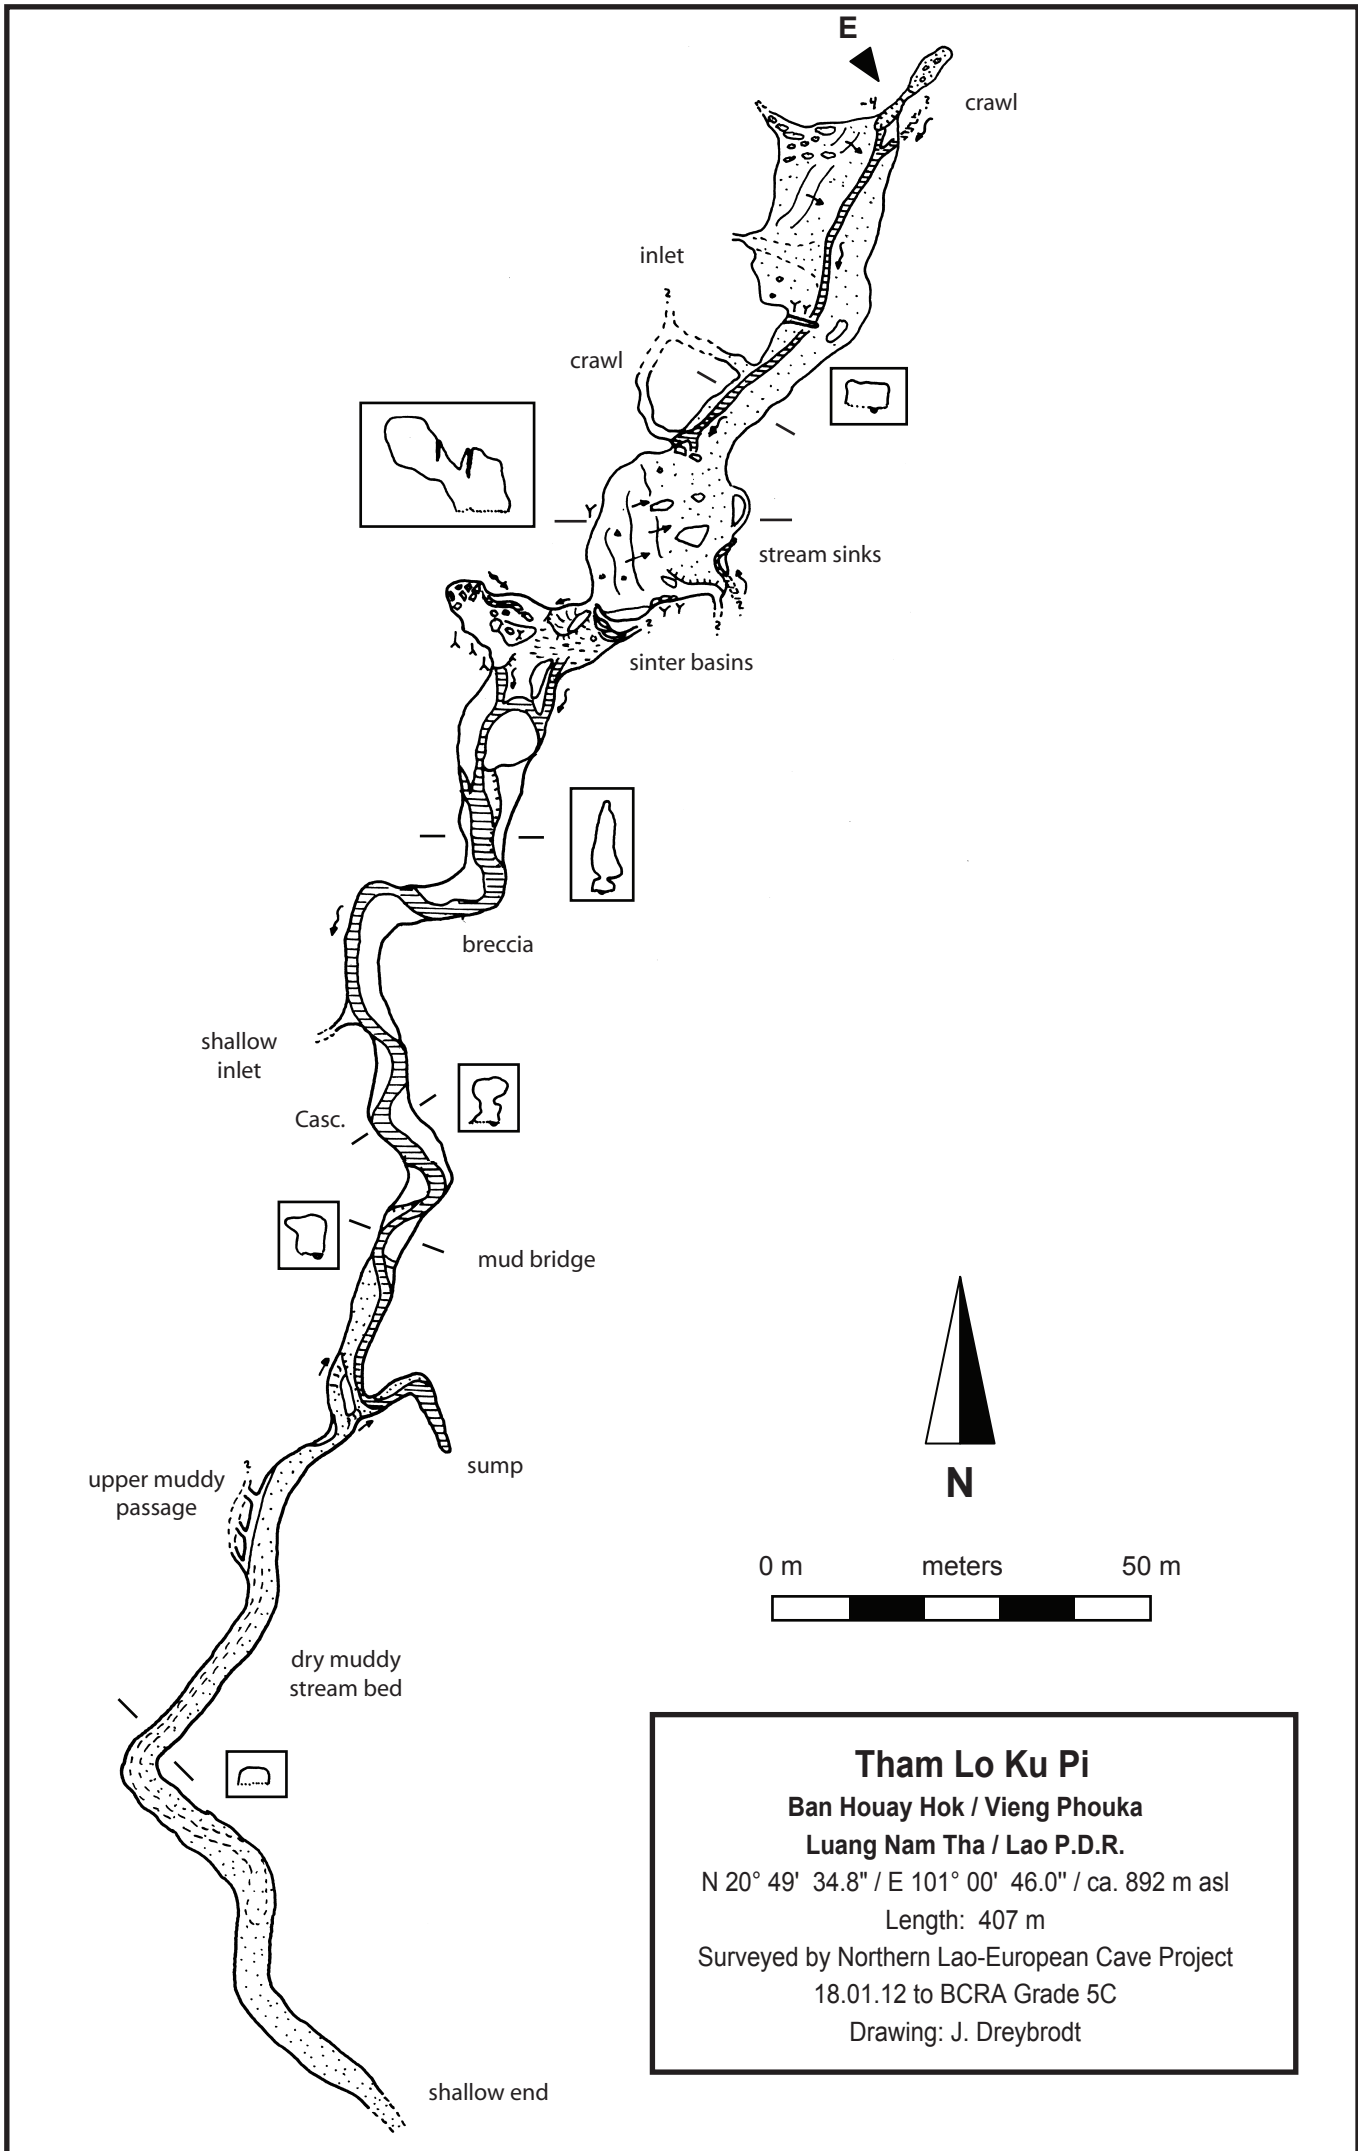 E
crawl
-4
?
inlet
?
crawl
stream sinks
?
?
?
sinter basins
breccia
shallow
inlet
Casc.
mud bridge
sump
?
upper muddy
passage
N
0 m meters 50 m
dry muddy
stream bed
Tham Lo Ku Pi
Ban Houay Hok / Vieng Phouka
Luang Nam Tha / Lao P.D.R.
N 20° 49' 34.8" / E 101° 00' 46.0" / ca. 892 m asl
Length: 407 m
Surveyed by Northern Lao-European Cave Project
18.01.12 to BCRA Grade 5C
Drawing: J. Dreybrodt
shallow end